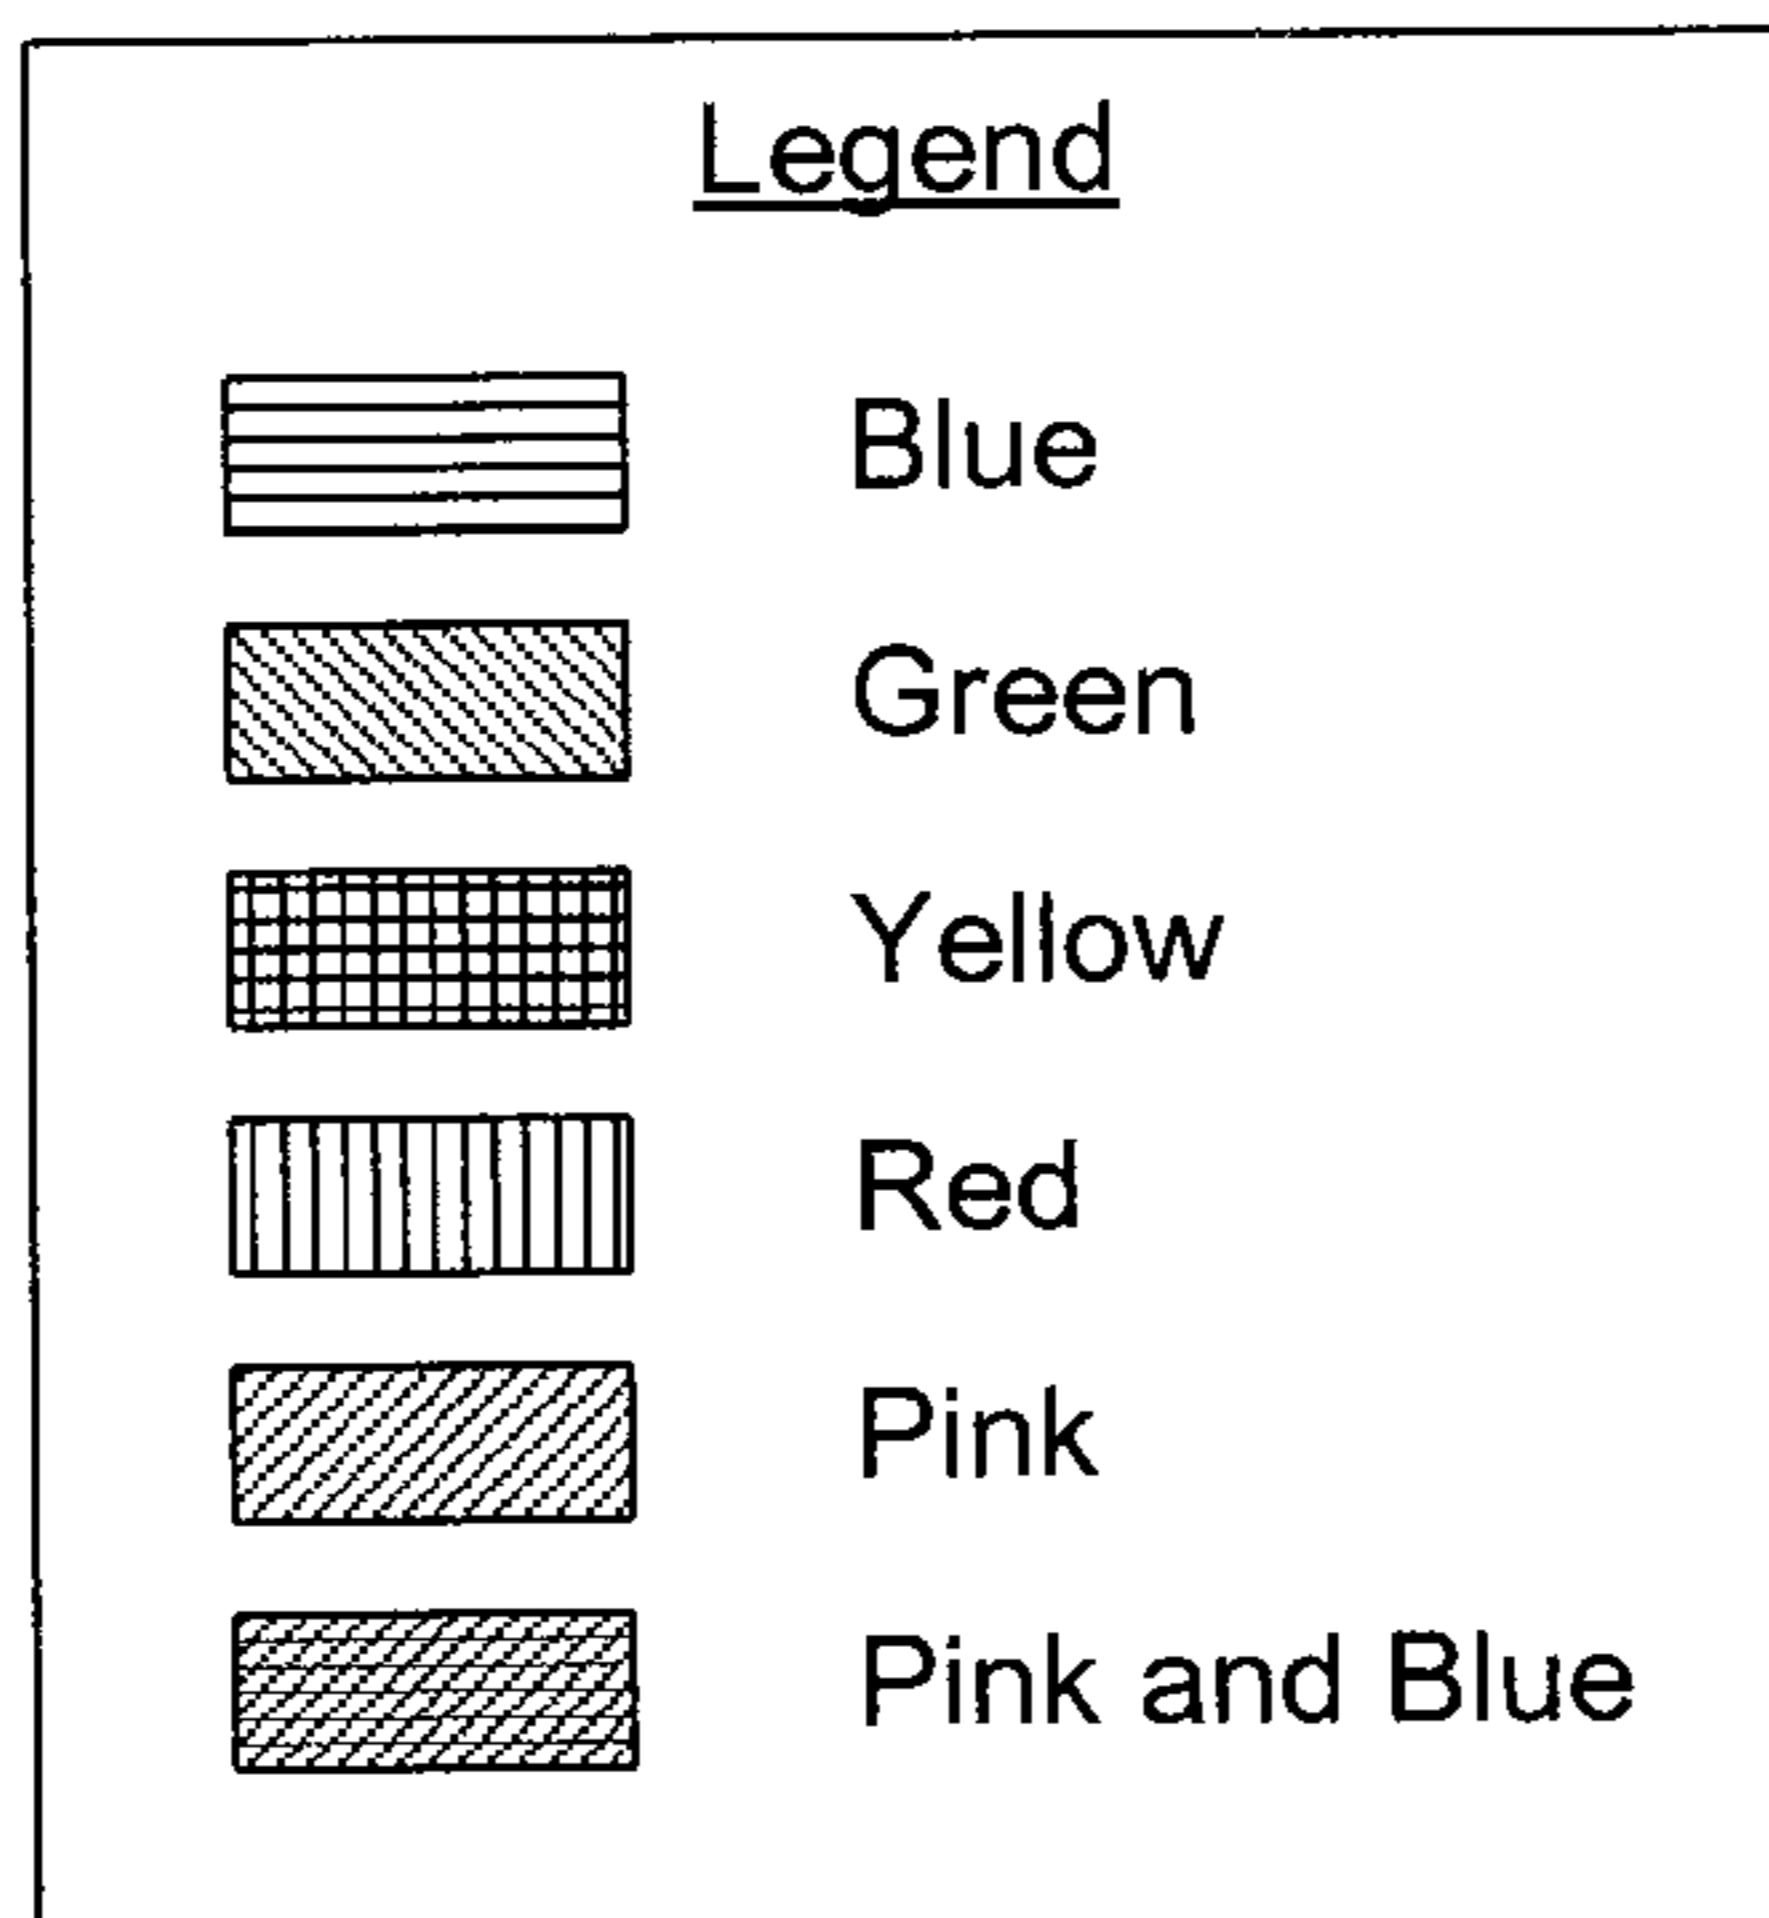 Legend
Blue
Green
Yellow
Red
Pink
Pink and Blue